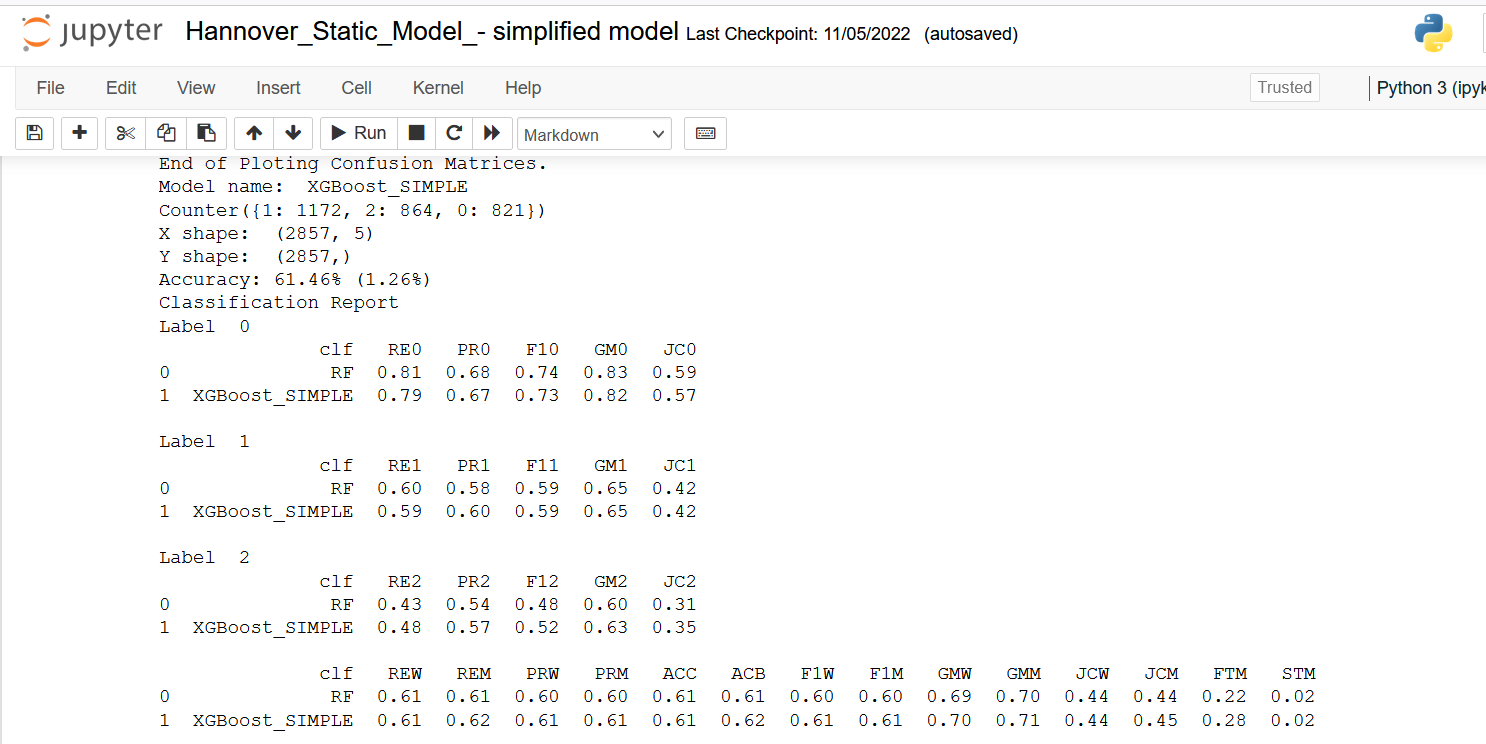 jupyter Hannover_Static_Model_- simplified model Last Checkpoint: 11/05/2022 (autosaved)
File Edit View Insert Cell Kernel Help Trusted Python 3 (ipyk
Run Markdown
End of Ploting Confusion Matrices.
Model name:  XGBoost_SIMPLE
Counter({1: 1172, 2: 864, 0: 821})
X shape:  (2857, 5)
Y shape:  (2857,)
Accuracy: 61.46% (1.26%)
Classification Report
Label  0
clf RE0 PR0 F10 GM0 JC0
0 RF 0.81 0.68 0.74 0.83 0.59
1 XGBoost_SIMPLE 0.79 0.67 0.73 0.82 0.57
Label  1
clf RE1 PR1 F11 GM1 JC1
0 RF 0.60 0.58 0.59 0.65 0.42
1 XGBoost_SIMPLE 0.59 0.60 0.59 0.65 0.42
Label  2
clf RE2 PR2 F12 GM2 JC2
0 RF 0.43 0.54 0.48 0.60 0.31
1 XGBoost_SIMPLE 0.48 0.57 0.52 0.63 0.35
clf REW REM PRW PRM ACC ACB F1W F1M GMW GMM JCW JCM FTM STM
0 RF 0.61 0.61 0.60 0.60 0.61 0.61 0.60 0.60 0.69 0.70 0.44 0.44 0.22 0.02
1 XGBoost_SIMPLE 0.61 0.62 0.61 0.61 0.61 0.62 0.61 0.61 0.70 0.71 0.44 0.45 0.28 0.02